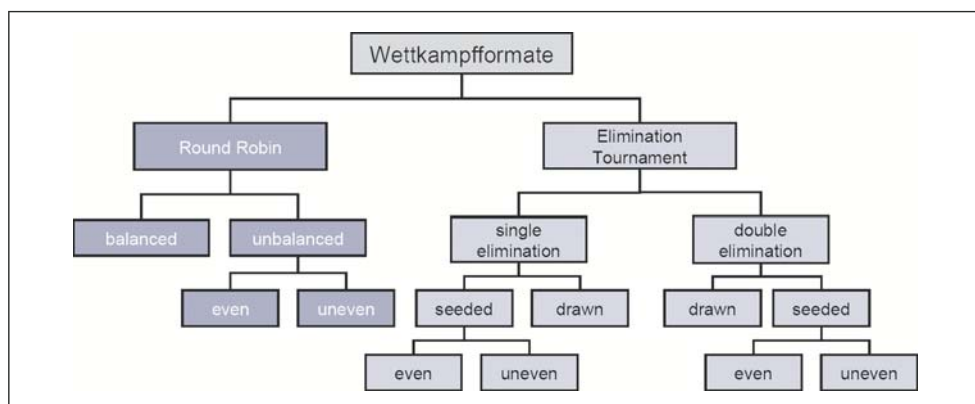 Wettkampfformate
Round Robin
Elimination
Tournament
balanced
unbalanced
single
elimination
double
elimination
even
uneven
seeded
drawn
drawn
seeded
even
uneven
even
uneven